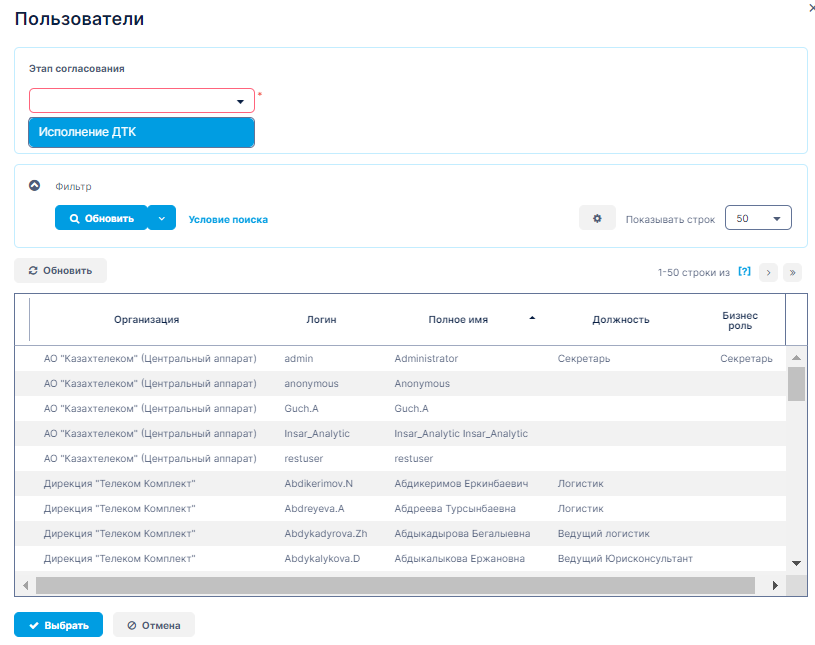 Пользователи
Этап согласования
*
Исполнение ДТК
Фильтр
Обновить
Условие поиска
Показывать строк
50
Обновить
1-50 строки из [?]
Организация Логин Полное имя Должность Бизнес роль
АО "Казахтелеком" (Центральный аппарат) admin Administrator Секретарь Секретарь
АО "Казахтелеком" (Центральный аппарат) anonymous Anonymous
АО "Казахтелеком" (Центральный аппарат) Guch.A Guch.A
АО "Казахтелеком" (Центральный аппарат) Insar_Analytic Insar_Analytic Insar_Analytic
АО "Казахтелеком" (Центральный аппарат) restuser restuser
Дирекция "Телеком Комплект" Abdikerimov.N Абдикеримов Еркинбаевич Логистик
Дирекция "Телеком Комплект" Abdreyeva.A Абдреева Турсынбаевна Логистик
Дирекция "Телеком Комплект" Abdykadyrova.Zh Абдыкадырова Бегалыевна Ведущий логистик
Дирекция "Телеком Комплект" Abdykalykova.D Абдыкалыкова Ержановна Ведущий Юрисконсультант
Выбрать
Отмена